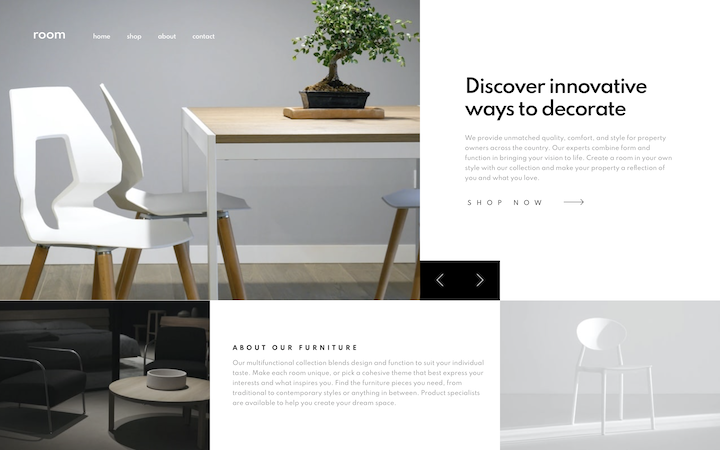 room
home shop about contact
Discover innovative
ways to decorate
We provide unmatched quality, comfort, and style for property
owners across the country. Our experts combine form and
function in bringing your vision to life. Create a room in your own
style with our collection and make your property a reflection of
you and what you love.
SHOP NOW
ABOUT OUR FURNITURE
Our multifunctional collection blends design and function to suit your individual
taste. Make each room unique, or pick a cohesive theme that best express your
interests and what inspires you. Find the furniture pieces you need, from
traditional to contemporary styles or anything in between. Product specialists
are available to help you create your dream space.